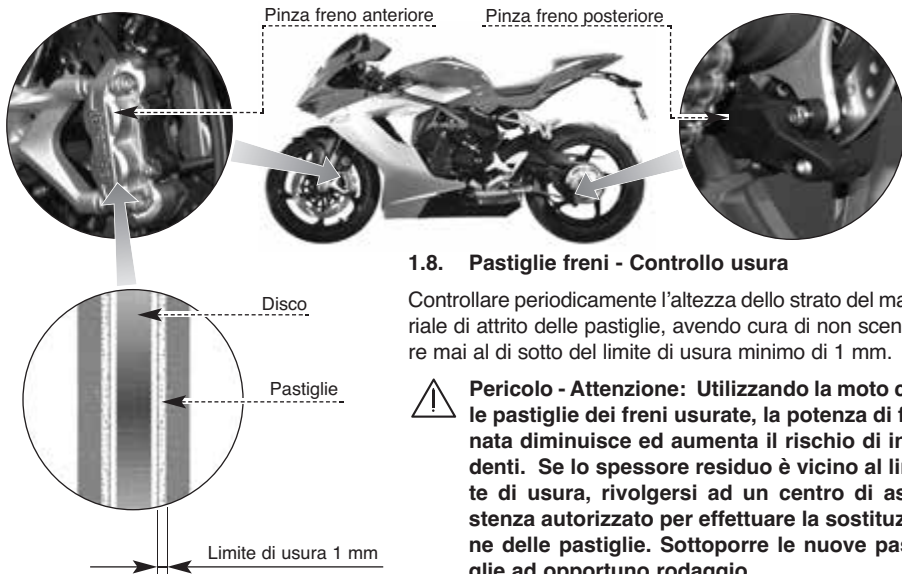 Pinza freno anteriore
Pinza freno posteriore
1.8. Pastiglie freni - Controllo usura
Controllare periodicamente l'altezza dello strato del ma
riale di attrito delle pastiglie, avendo cura di non scen
re mai al di sotto del limite di usura minimo di 1 mm.
Pericolo - Attenzione: Utilizzando la moto
le pastiglie dei freni usurate, la potenza di f
nata diminuisce ed aumenta il rischio di in
denti. Se lo spessore residuo è vicino al li
te di usura, rivolgersi ad un centro di as
stenza autorizzato per effettuare la sostituz
ne delle pastiglie. Sottoporre le nuove pas
glie ad opportuno rodaggio.
Disco
Pastiglie
Limite di usura 1 mm